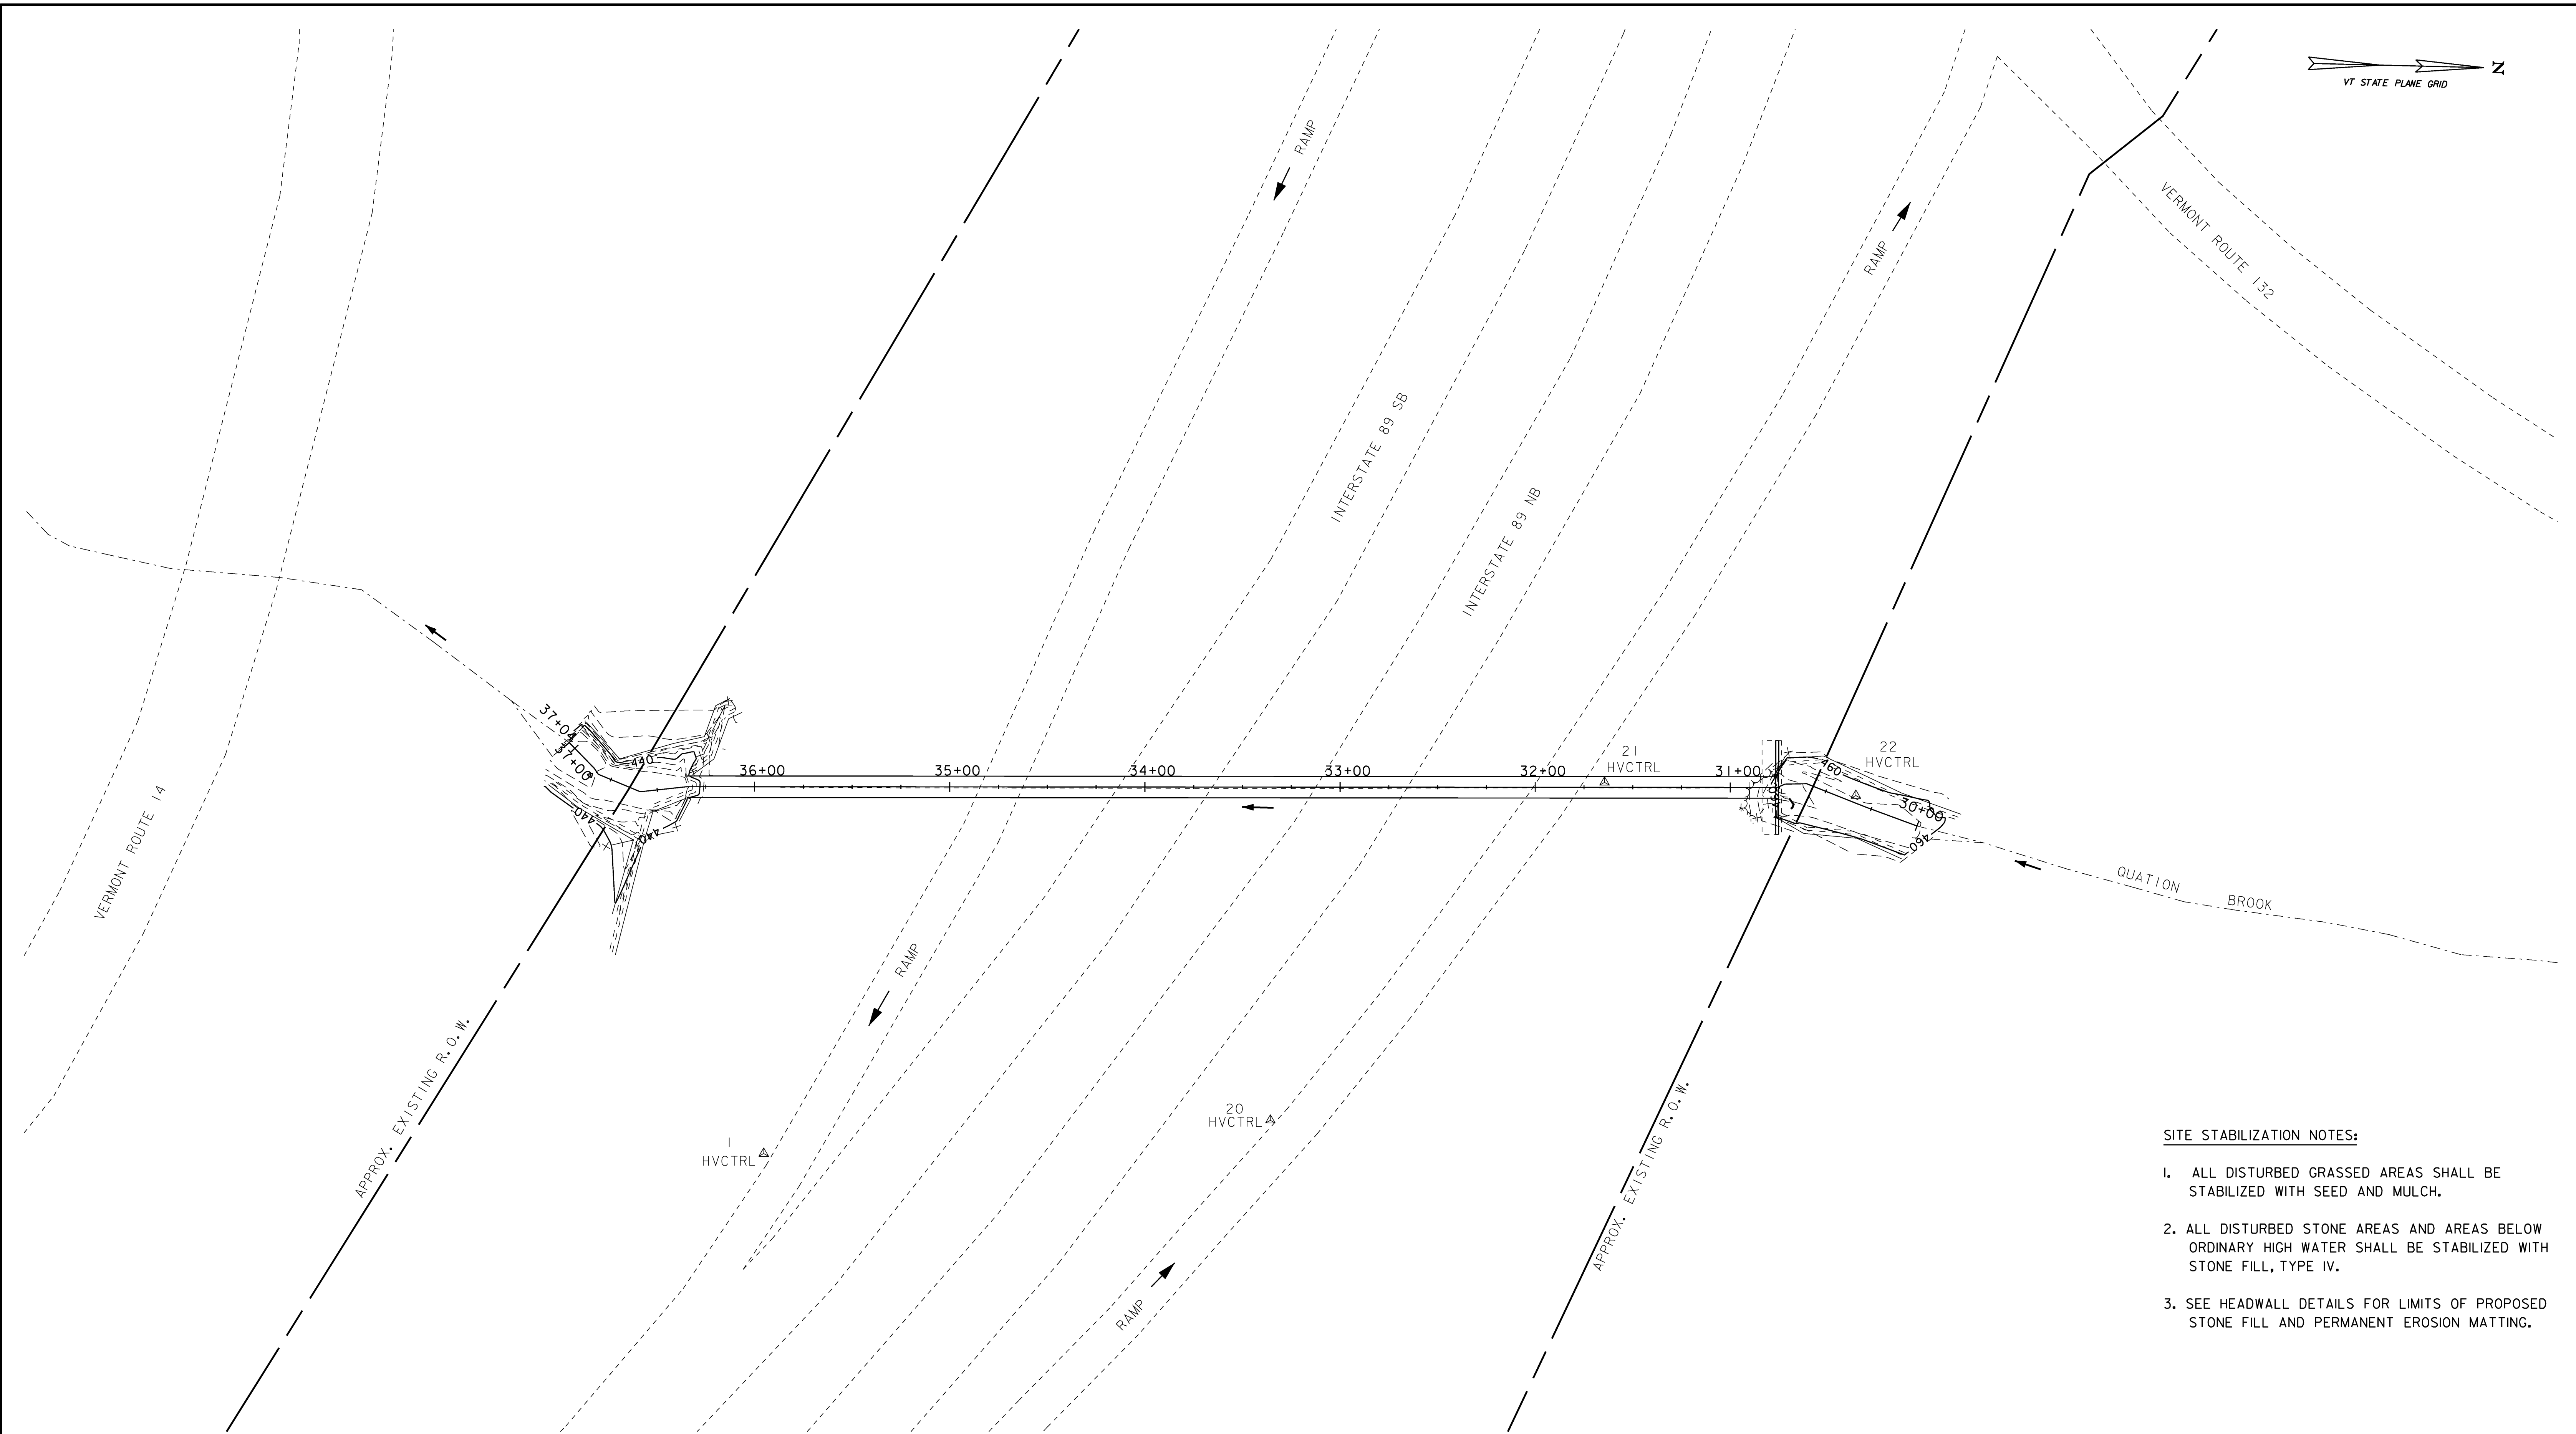 N
VT STATE PLANE GRID
RAMP
VERMONT ROUTE 132
RAMP
INTERSTATE 89 SB
INTERSTATE 89 NB
37+04
37+00
440
440
440
36+00
35+00
34+00
33+00
32+00
31+00
21
HVCTRL
22
HVCTRL
460
460
30+00
460
VERMONT ROUTE 14
QUATION
BROOK
RAMP
APPROX. EXISTING R.O.W.
APPROX. EXISTING R.O.W.
1
HVCTRL
20
HVCTRL
RAMP
SITE STABILIZATION NOTES:
1. ALL DISTURBED GRASSED AREAS SHALL BE
STABILIZED WITH SEED AND MULCH.
2. ALL DISTURBED STONE AREAS AND AREAS BELOW
ORDINARY HIGH WATER SHALL BE STABILIZED WITH
STONE FILL, TYPE IV.
3. SEE HEADWALL DETAILS FOR LIMITS OF PROPOSED
STONE FILL AND PERMANENT EROSION MATTING.